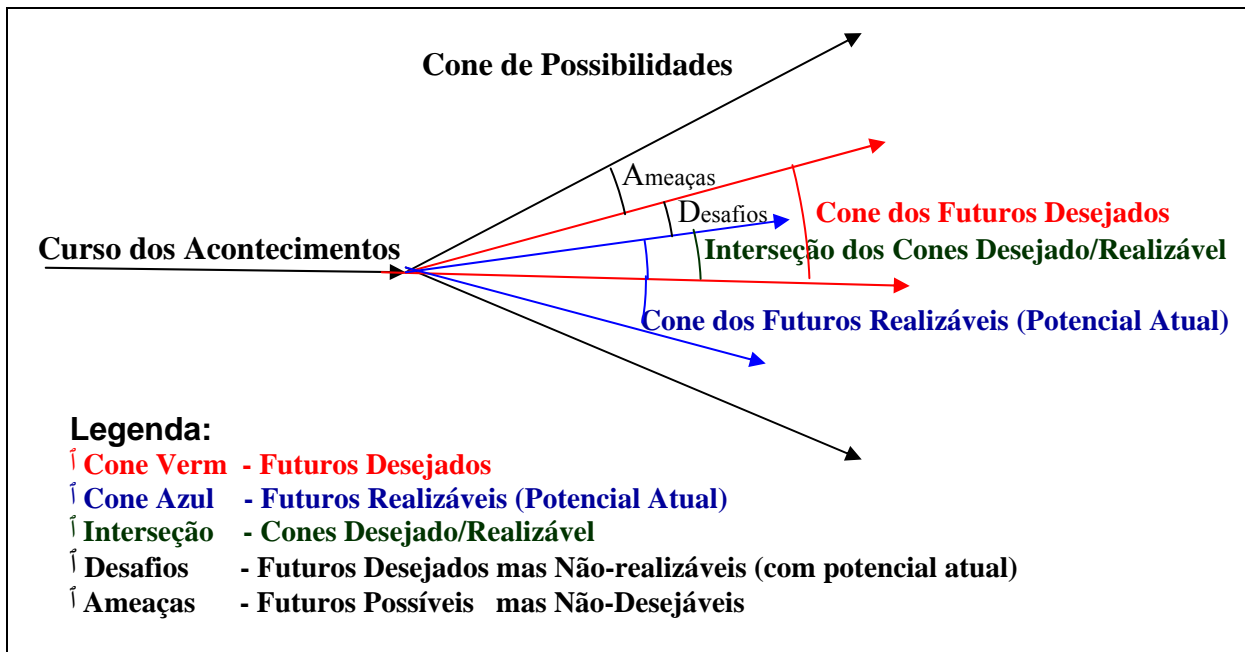 Cone de Possibilidades
Ameaças
Desafios
Cone dos Futuros Desejados
Curso dos Acontecimentos
Interseção dos Cones Desejado/Realizável
Cone dos Futuros Realizáveis (Potencial Atual)
Legenda:
Cone Verm - Futuros Desejados
Cone Azul - Futuros Realizáveis (Potencial Atual)
Interseção - Cones Desejado/Realizável
Desafios - Futuros Desejados mas Não-realizáveis (com potencial atual)
Ameaças - Futuros Possíveis mas Não-Desejáveis